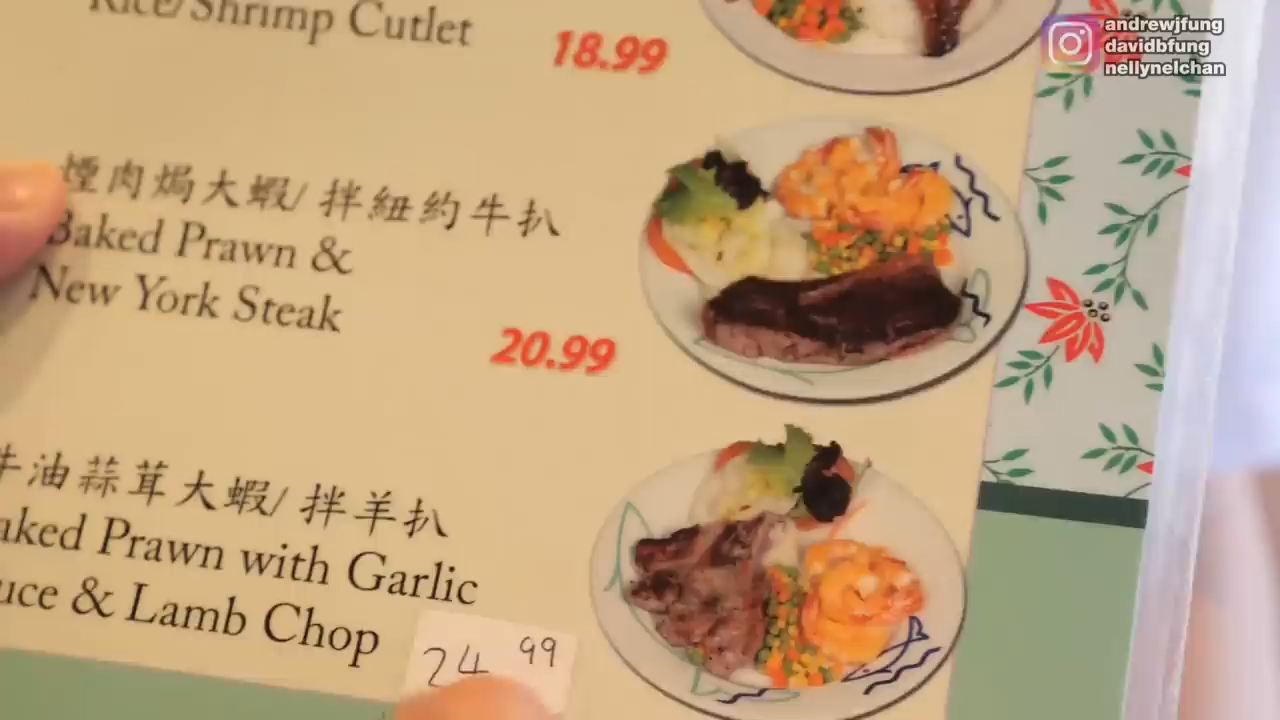 Rice/Shrimp Cutlet
18.99
煙肉焗大蝦/ 拌紐约牛扒
Baked Prawn &
New York Steak
20.99
牛油蒜茸大蝦/ 拌羊扒
aked Prawn with Garlic
uce & Lamb Chop
24 99
andrewjfung
davidbfung
nellynelchan